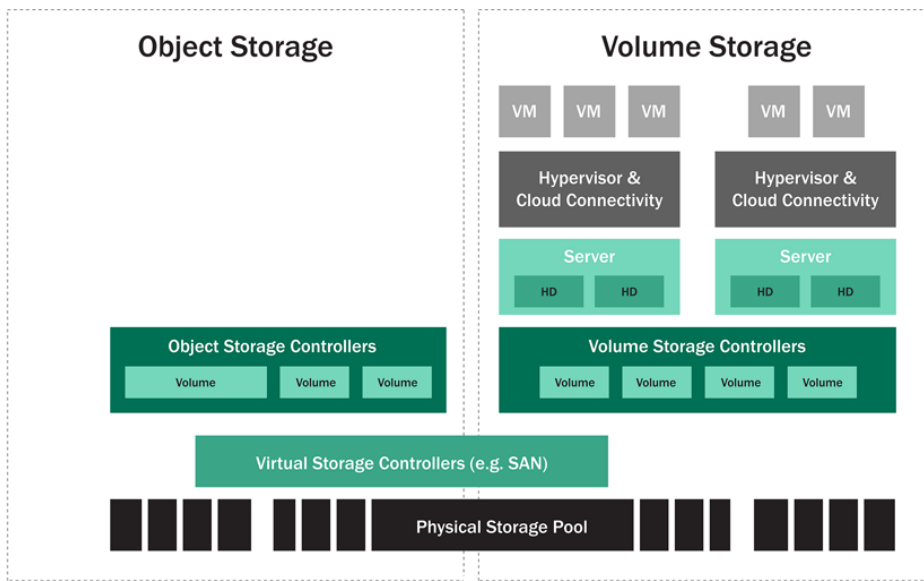 Object Storage
Volume Storage
VM VM VM VM VM
Hypervisor &
Cloud Connectivity
Hypervisor &
Cloud Connectivity
Server
HD HD
Server
HD HD
Object Storage Controllers
Volume Volume Volume
Volume Storage Controllers
Volume Volume Volume Volume
Virtual Storage Controllers (e.g. SAN)
Physical Storage Pool